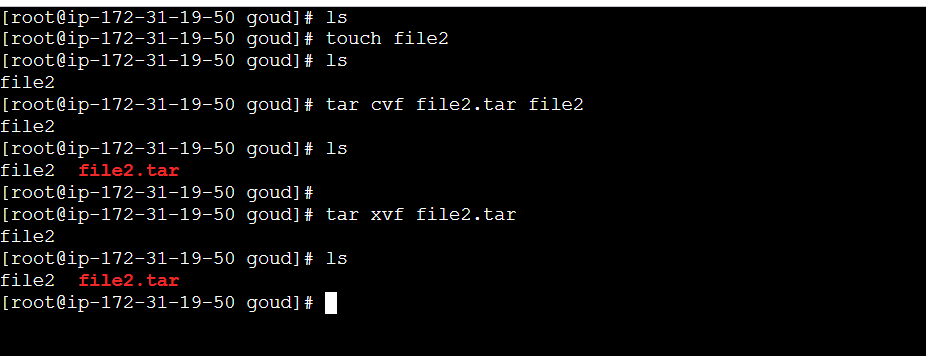 [root@ip-172-31-19-50 goud]# ls
[root@ip-172-31-19-50 goud]# touch file2
[root@ip-172-31-19-50 goud]# ls
file2
[root@ip-172-31-19-50 goud]# tar cvf file2.tar file2
file2
[root@ip-172-31-19-50 goud]# ls
file2  file2.tar
[root@ip-172-31-19-50 goud]#
[root@ip-172-31-19-50 goud]# tar xvf file2.tar
file2
[root@ip-172-31-19-50 goud]# ls
file2  file2.tar
[root@ip-172-31-19-50 goud]#